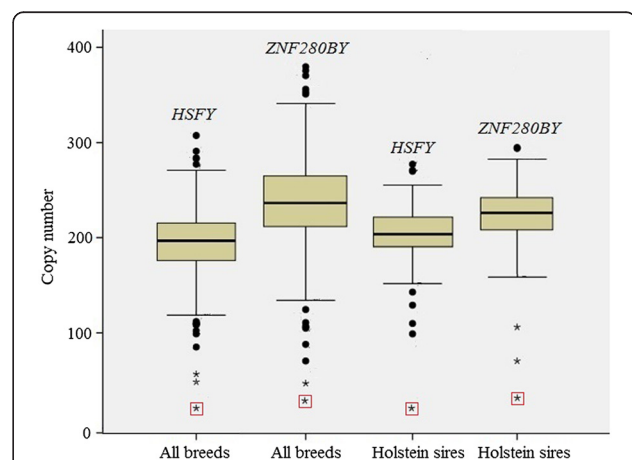 400
300
200
100
0
Copy number
HSFY
ZNF280BY
HSFY
ZNF280BY
All breeds
All breeds
Holstein sires
Holstein sires